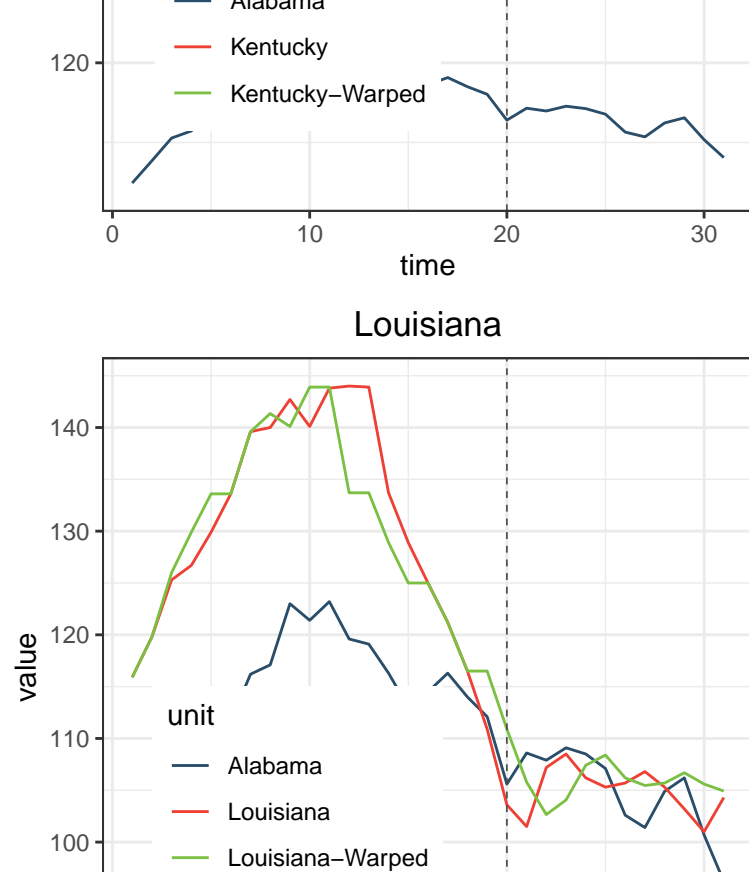 Alabama
Kentucky
Kentucky−Warped
120
0 10 20 30
time
Louisiana
140
130
120
110
100
value
unit
Alabama
Louisiana
Louisiana−Warped